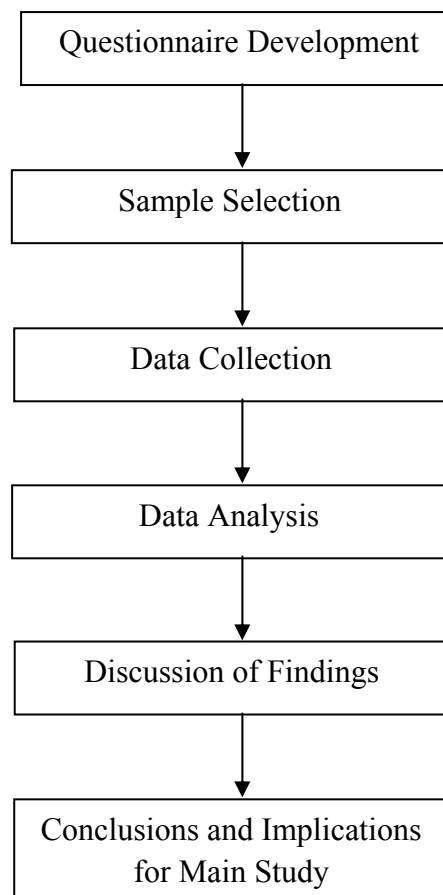 Questionnaire Development
Sample Selection
Data Collection
Data Analysis
Discussion of Findings
Conclusions and Implications
for Main Study